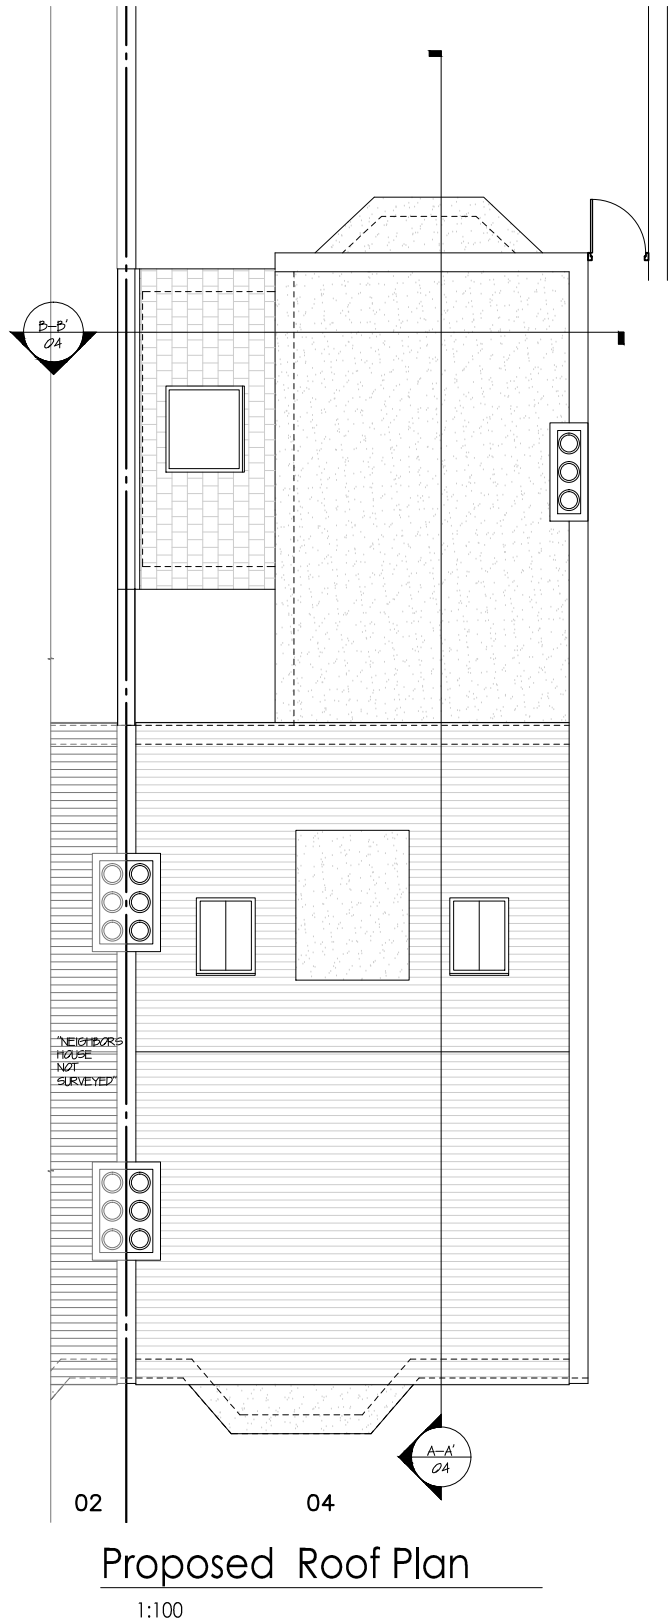 B-B'
04
"NEIGHBORS
HOUSE
NOT
SURVEYED"
A-A'
04
02 04
Proposed Roof Plan
1:100